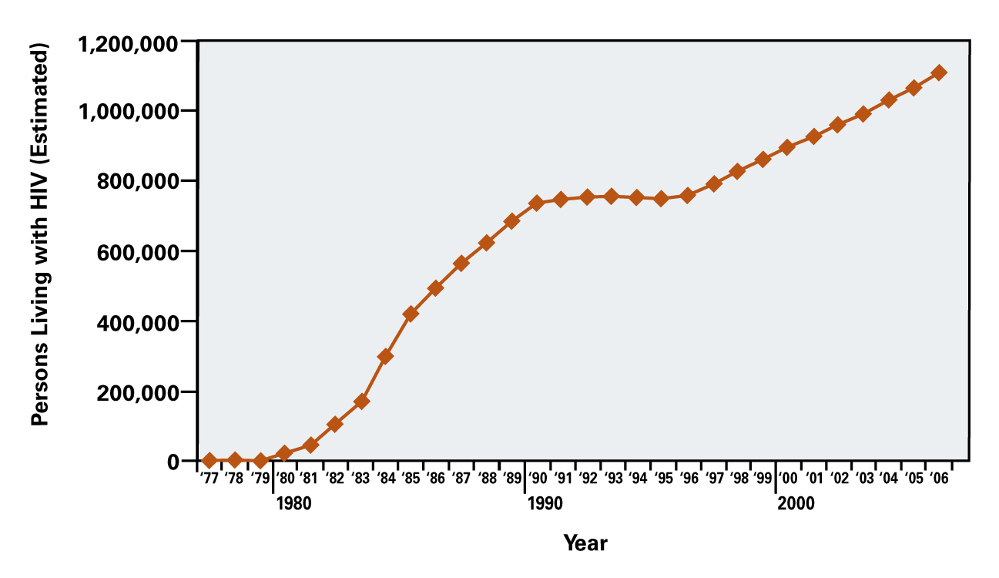 Persons Living with HIV (Estimated)
1,200,000
1,000,000
800,000
600,000
400,000
200,000
0
‘77 ‘78 ‘79 ‘80 ‘81 ‘82 ‘83 ‘84 ‘85 ‘86 ‘87 ‘88 ‘89 ‘90 ‘91 ‘92 ‘93 ‘94 ‘95 ‘96 ‘97 ‘98 ‘99 ‘00 ‘01 ‘02 ‘03 ‘04 ‘05 ‘06
1980 1990 2000
Year